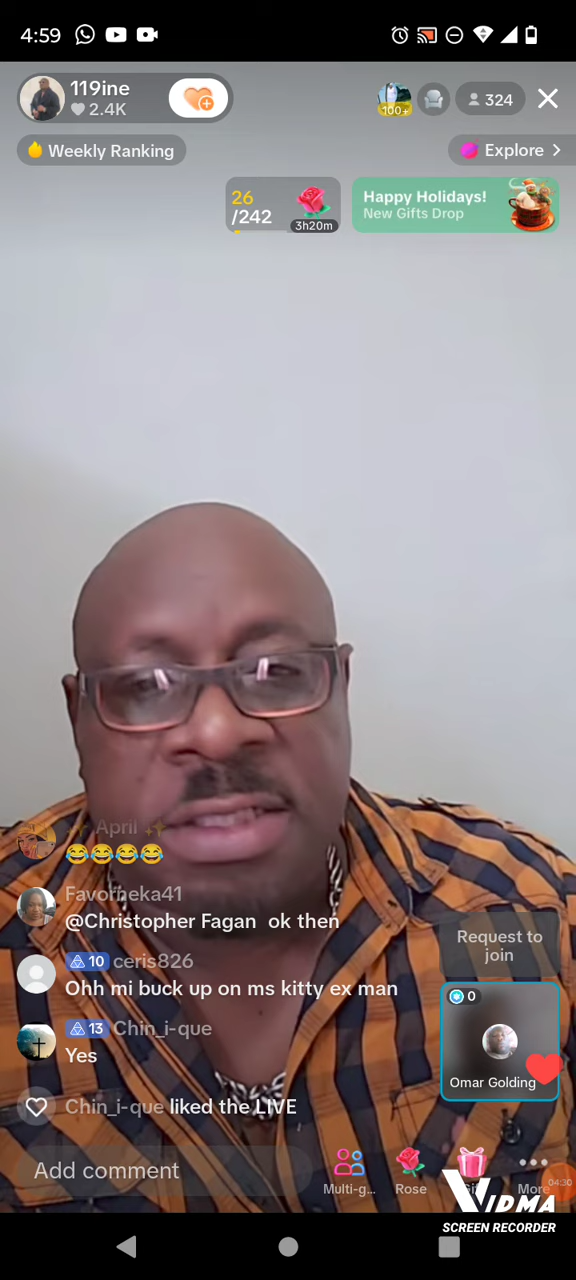 4:59
119ine
2.4K
100+
324
Weekly Ranking
Explore
26
/242
3h20m
Happy Holidays!
New Gifts Drop
April
😂😂😂😂
Favorneka41
@Christopher Fagan ok then
10 ceris826
Ohh mi buck up on ms kitty ex man
13 Chin_i-que
Yes
Chin_i-que liked the LIVE
Request to
join
0
Omar Golding
Add comment
Multi-g...
Rose
More
04:30
VIDMA
SCREEN RECORDER